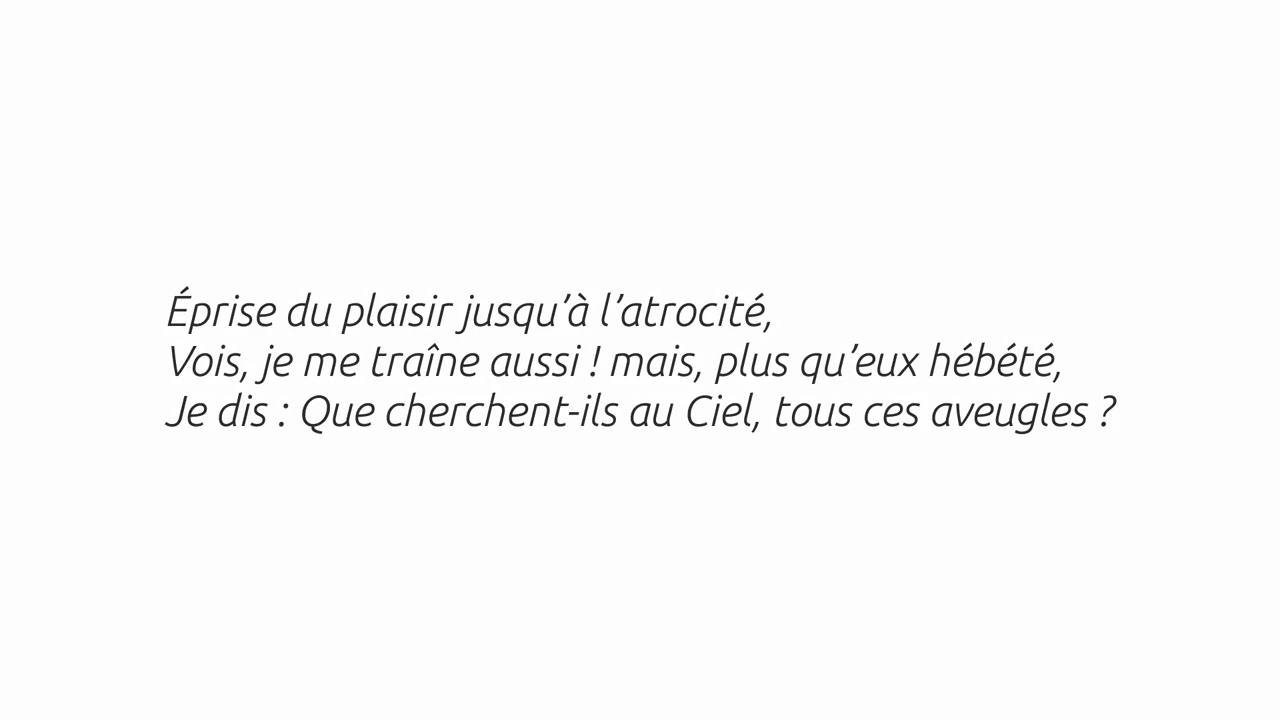 Éprise du plaisir jusqu’à l’atrocité,
Vois, je me traîne aussi ! mais, plus qu’eux hébété,
Je dis : Que cherchent-ils au Ciel, tous ces aveugles ?